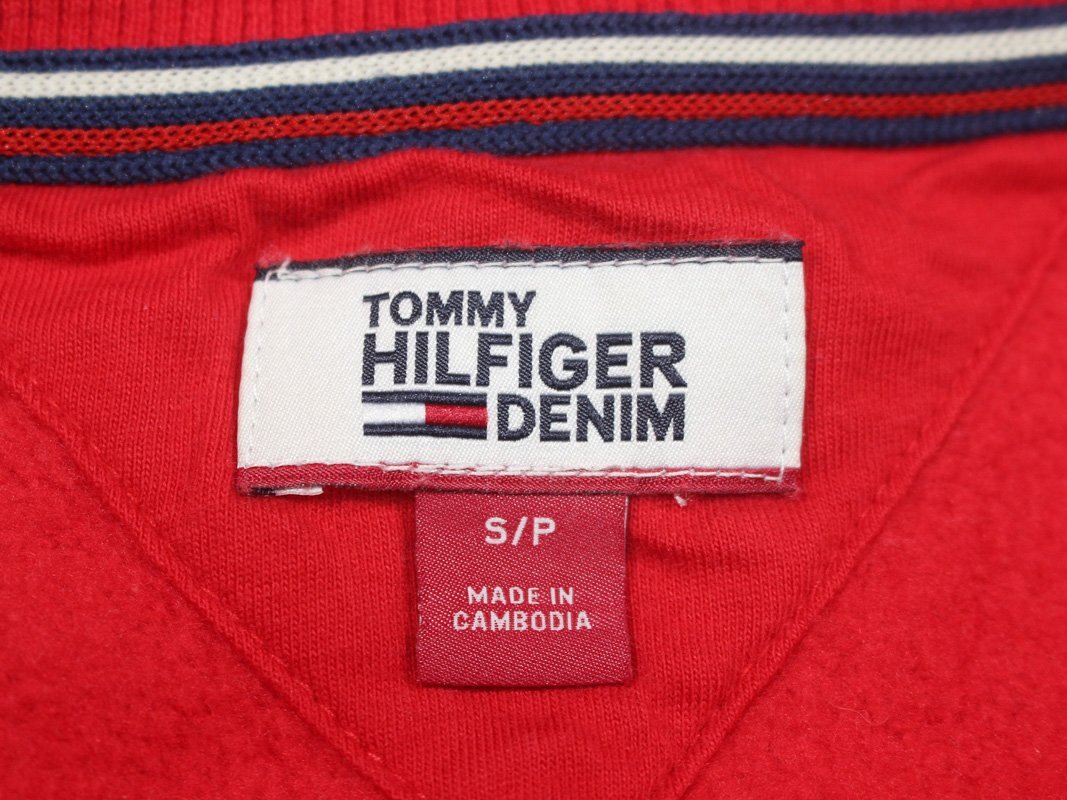 TOMMY
HILFIGER
DENIM
S/P
MADE IN
CAMBODIA